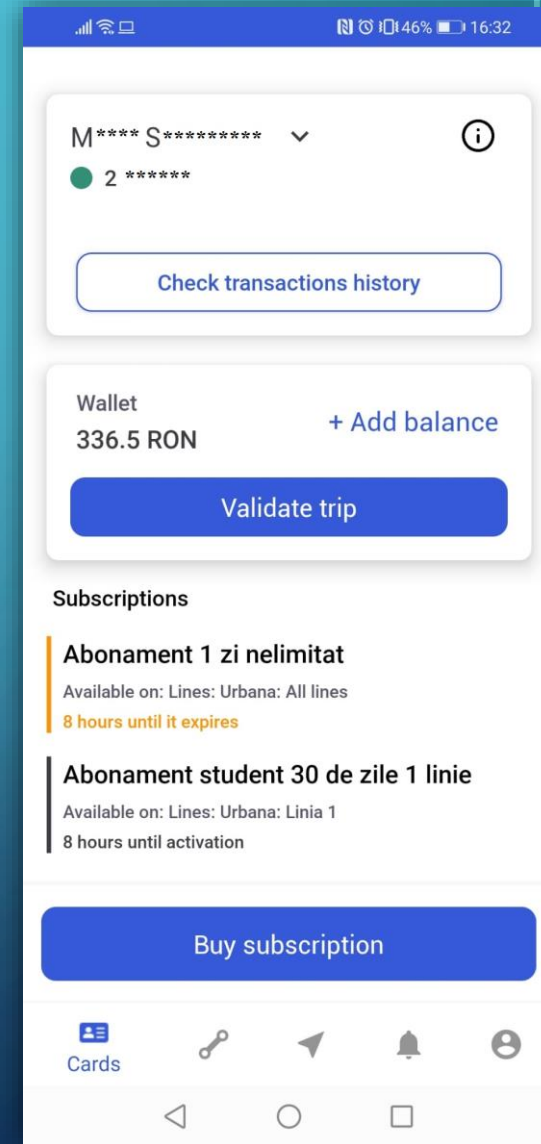 46% 16:32
M**** S*********
2 ******
Check transactions history
Wallet
336.5 RON
+ Add balance
Validate trip
Subscriptions
Abonament 1 zi nelimitat
Available on: Lines: Urbana: All lines
8 hours until it expires
Abonament student 30 de zile 1 linie
Available on: Lines: Urbana: Linia 1
8 hours until activation
Buy subscription
Cards